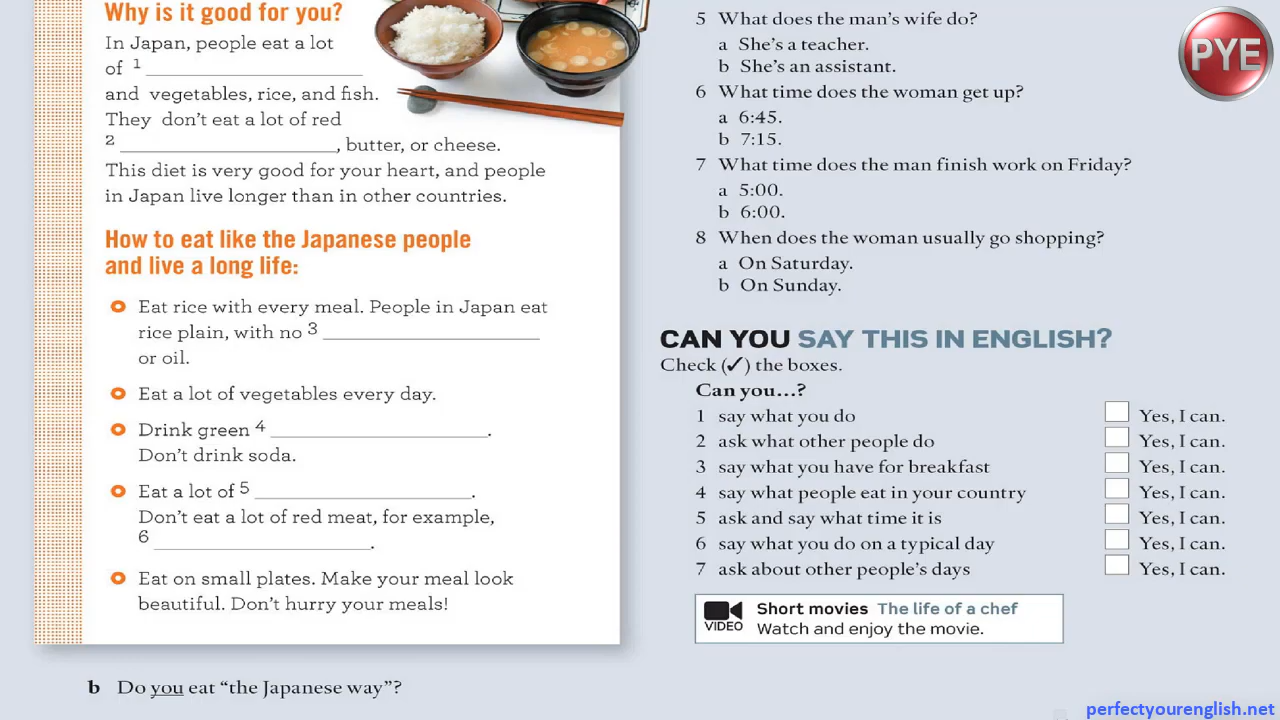 Why is it good for you?
In Japan, people eat a lot
of 1 ____________________
and vegetables, rice, and fish.
They don't eat a lot of red
2 ____________________, butter, or cheese.
This diet is very good for your heart, and people
in Japan live longer than in other countries.
How to eat like the Japanese people
and live a long life:
Eat rice with every meal. People in Japan eat
rice plain, with no 3 ____________________
or oil.
Eat a lot of vegetables every day.
Drink green 4 ____________________.
Don't drink soda.
Eat a lot of 5 ____________________.
Don't eat a lot of red meat, for example,
6 ____________________.
Eat on small plates. Make your meal look
beautiful. Don't hurry your meals!
b Do you eat “the Japanese way”?
5 What does the man's wife do?
a She's a teacher.
b She's an assistant.
6 What time does the woman get up?
a 6:45.
b 7:15.
7 What time does the man finish work on Friday?
a 5:00.
b 6:00.
8 When does the woman usually go shopping?
a On Saturday.
b On Sunday.
CAN YOU SAY THIS IN ENGLISH?
Check (✓) the boxes.
Can you…?
1 say what you do Yes, I can.
2 ask what other people do Yes, I can.
3 say what you have for breakfast Yes, I can.
4 say what people eat in your country Yes, I can.
5 ask and say what time it is Yes, I can.
6 say what you do on a typical day Yes, I can.
7 ask about other people's days Yes, I can.
VIDEO
Short movies The life of a chef
Watch and enjoy the movie.
PYE
perfectyourenglish.net